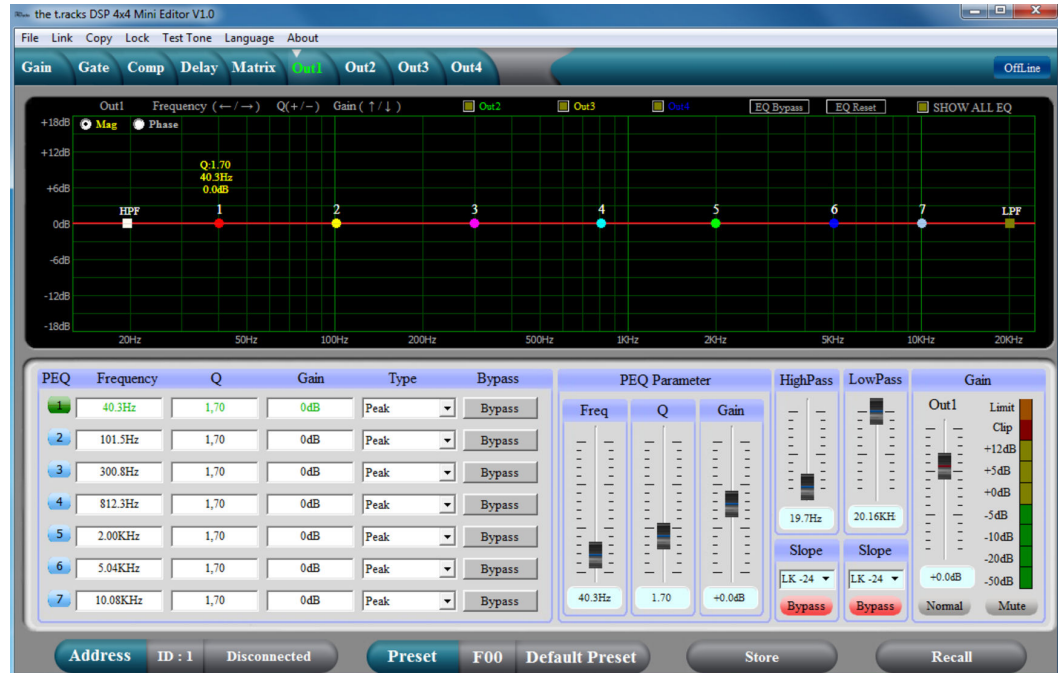 the t.racks DSP 4x4 Mini Editor V1.0
File Link Copy Lock Test Tone Language About
Gain Gate Comp Delay Matrix Out1 Out2 Out3 Out4 OffLine
Out1 Frequency (←/→) Q(+/−) Gain (↑/↓) Out2 Out3 Out4 EQ Bypass EQ Reset SHOW ALL EQ
+18dB Mag Phase
+12dB
Q:1.70
40.3Hz
+6dB 0.0dB
HPF 1 2 3 4 5 6 7 LPF
0dB
-6dB
-12dB
-18dB
20Hz 50Hz 100Hz 200Hz 500Hz 1KHz 2KHz 5KHz 10KHz 20KHz
PEQ Frequency Q Gain Type Bypass PEQ Parameter HighPass LowPass Gain
1 40.3Hz 1,70 0dB Peak Bypass
2 101.5Hz 1,70 0dB Peak Bypass
3 300.8Hz 1,70 0dB Peak Bypass
4 812.3Hz 1,70 0dB Peak Bypass
5 2.00KHz 1,70 0dB Peak Bypass
6 5.04KHz 1,70 0dB Peak Bypass
7 10.08KHz 1,70 0dB Peak Bypass
Freq Q Gain
40.3Hz 1.70 +0.0dB
19.7Hz 20.16KH
Slope Slope
LK -24 LK -24
Bypass Bypass
Out1 Limit
Clip
+12dB
+5dB
+0dB
-5dB
-10dB
-20dB
+0.0dB -50dB
Normal Mute
Address ID : 1 Disconnected Preset F00 Default Preset Store Recall